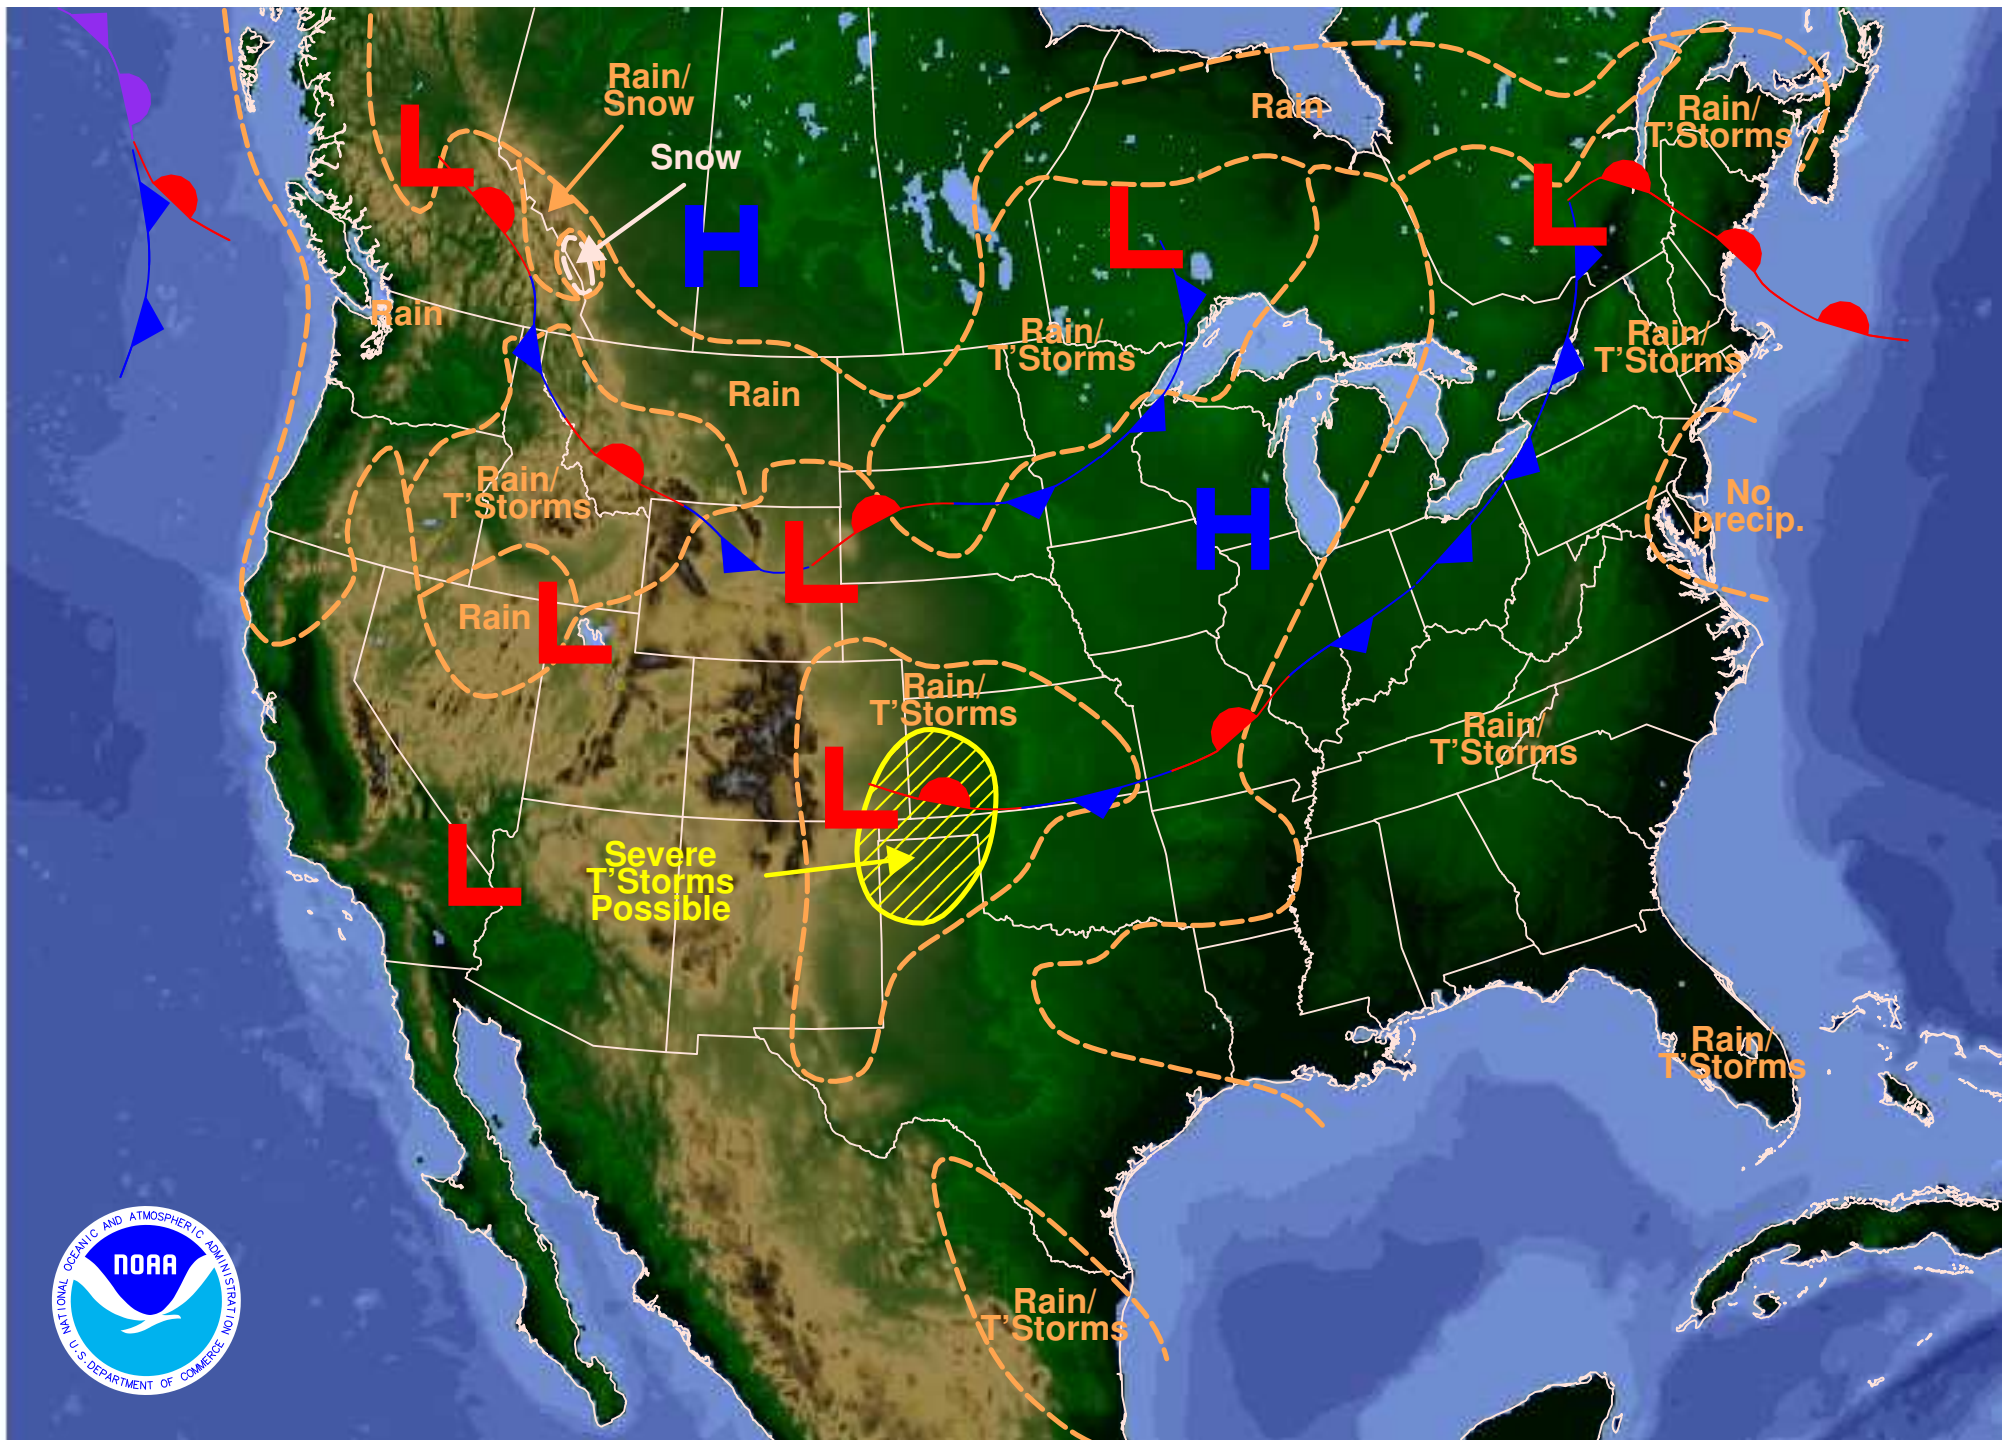 Rain/
Snow
Snow
Rain
Rain/
T'Storms
L
L
L
H
Rain
Rain/
T'Storms
Rain/
T'Storms
Rain
Rain/
T'Storms
No
precip.
H
L
Rain
L
Rain/
T'Storms
Rain/
T'Storms
L
Severe
T'Storms
Possible
L
Rain/
T'Storms
Rain/
T'Storms
NATIONAL OCEANIC AND ATMOSPHERIC ADMINISTRATION
NOAA
U.S. DEPARTMENT OF COMMERCE